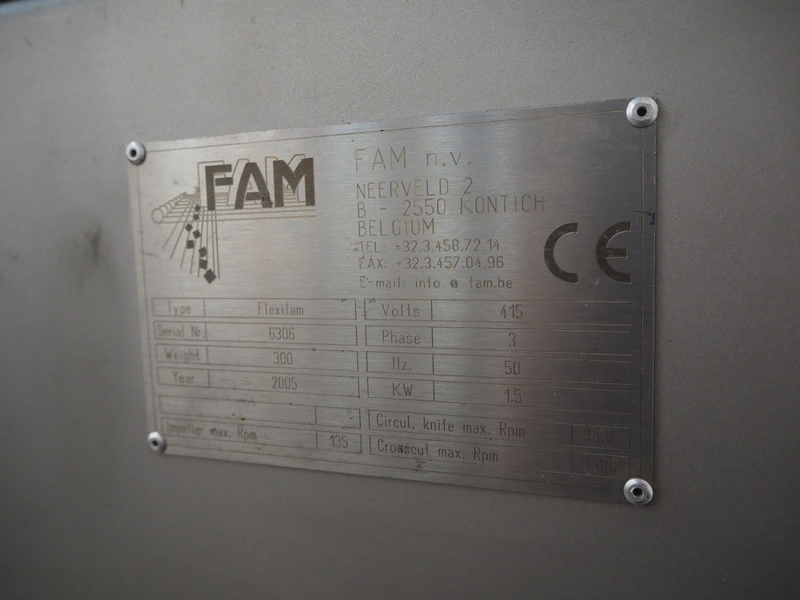 FAM
FAM n.v.
NEERVELD 2
B - 2550 KONTICH
BELGIUM
TEL: +32.3.458.72.14
FAX: +32.3.457.04.96
E-mail: info @ fam.be
CE
Type Flexifam
Serial Nr. 6306
Weight 300
Year 2005
Impeller max. Rpm 135
Volts 415
Phase 3
Hz. 50
KW 1.5
Circul. knife max. Rpm
Crosscut max. Rpm